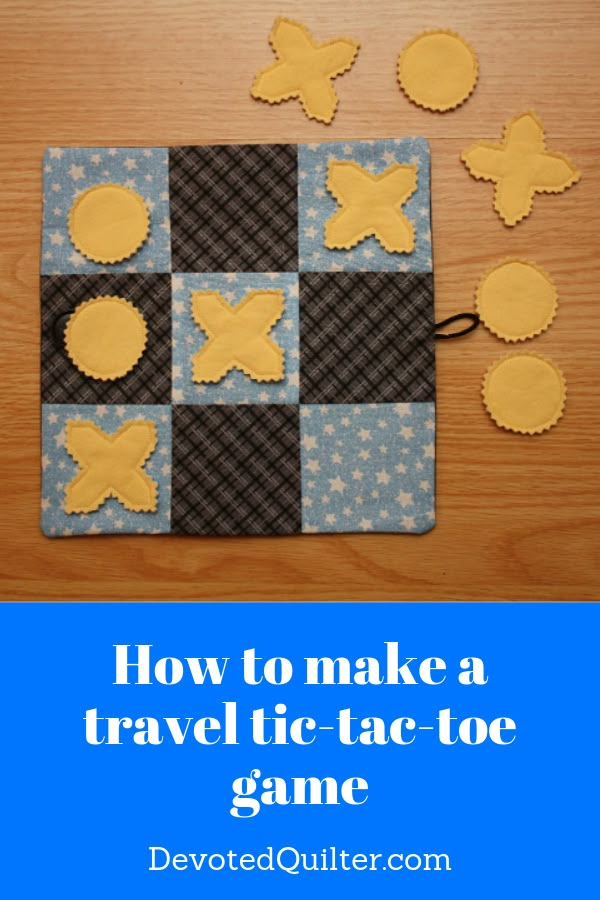 How to make a
travel tic-tac-toe
game
DevotedQuilter.com